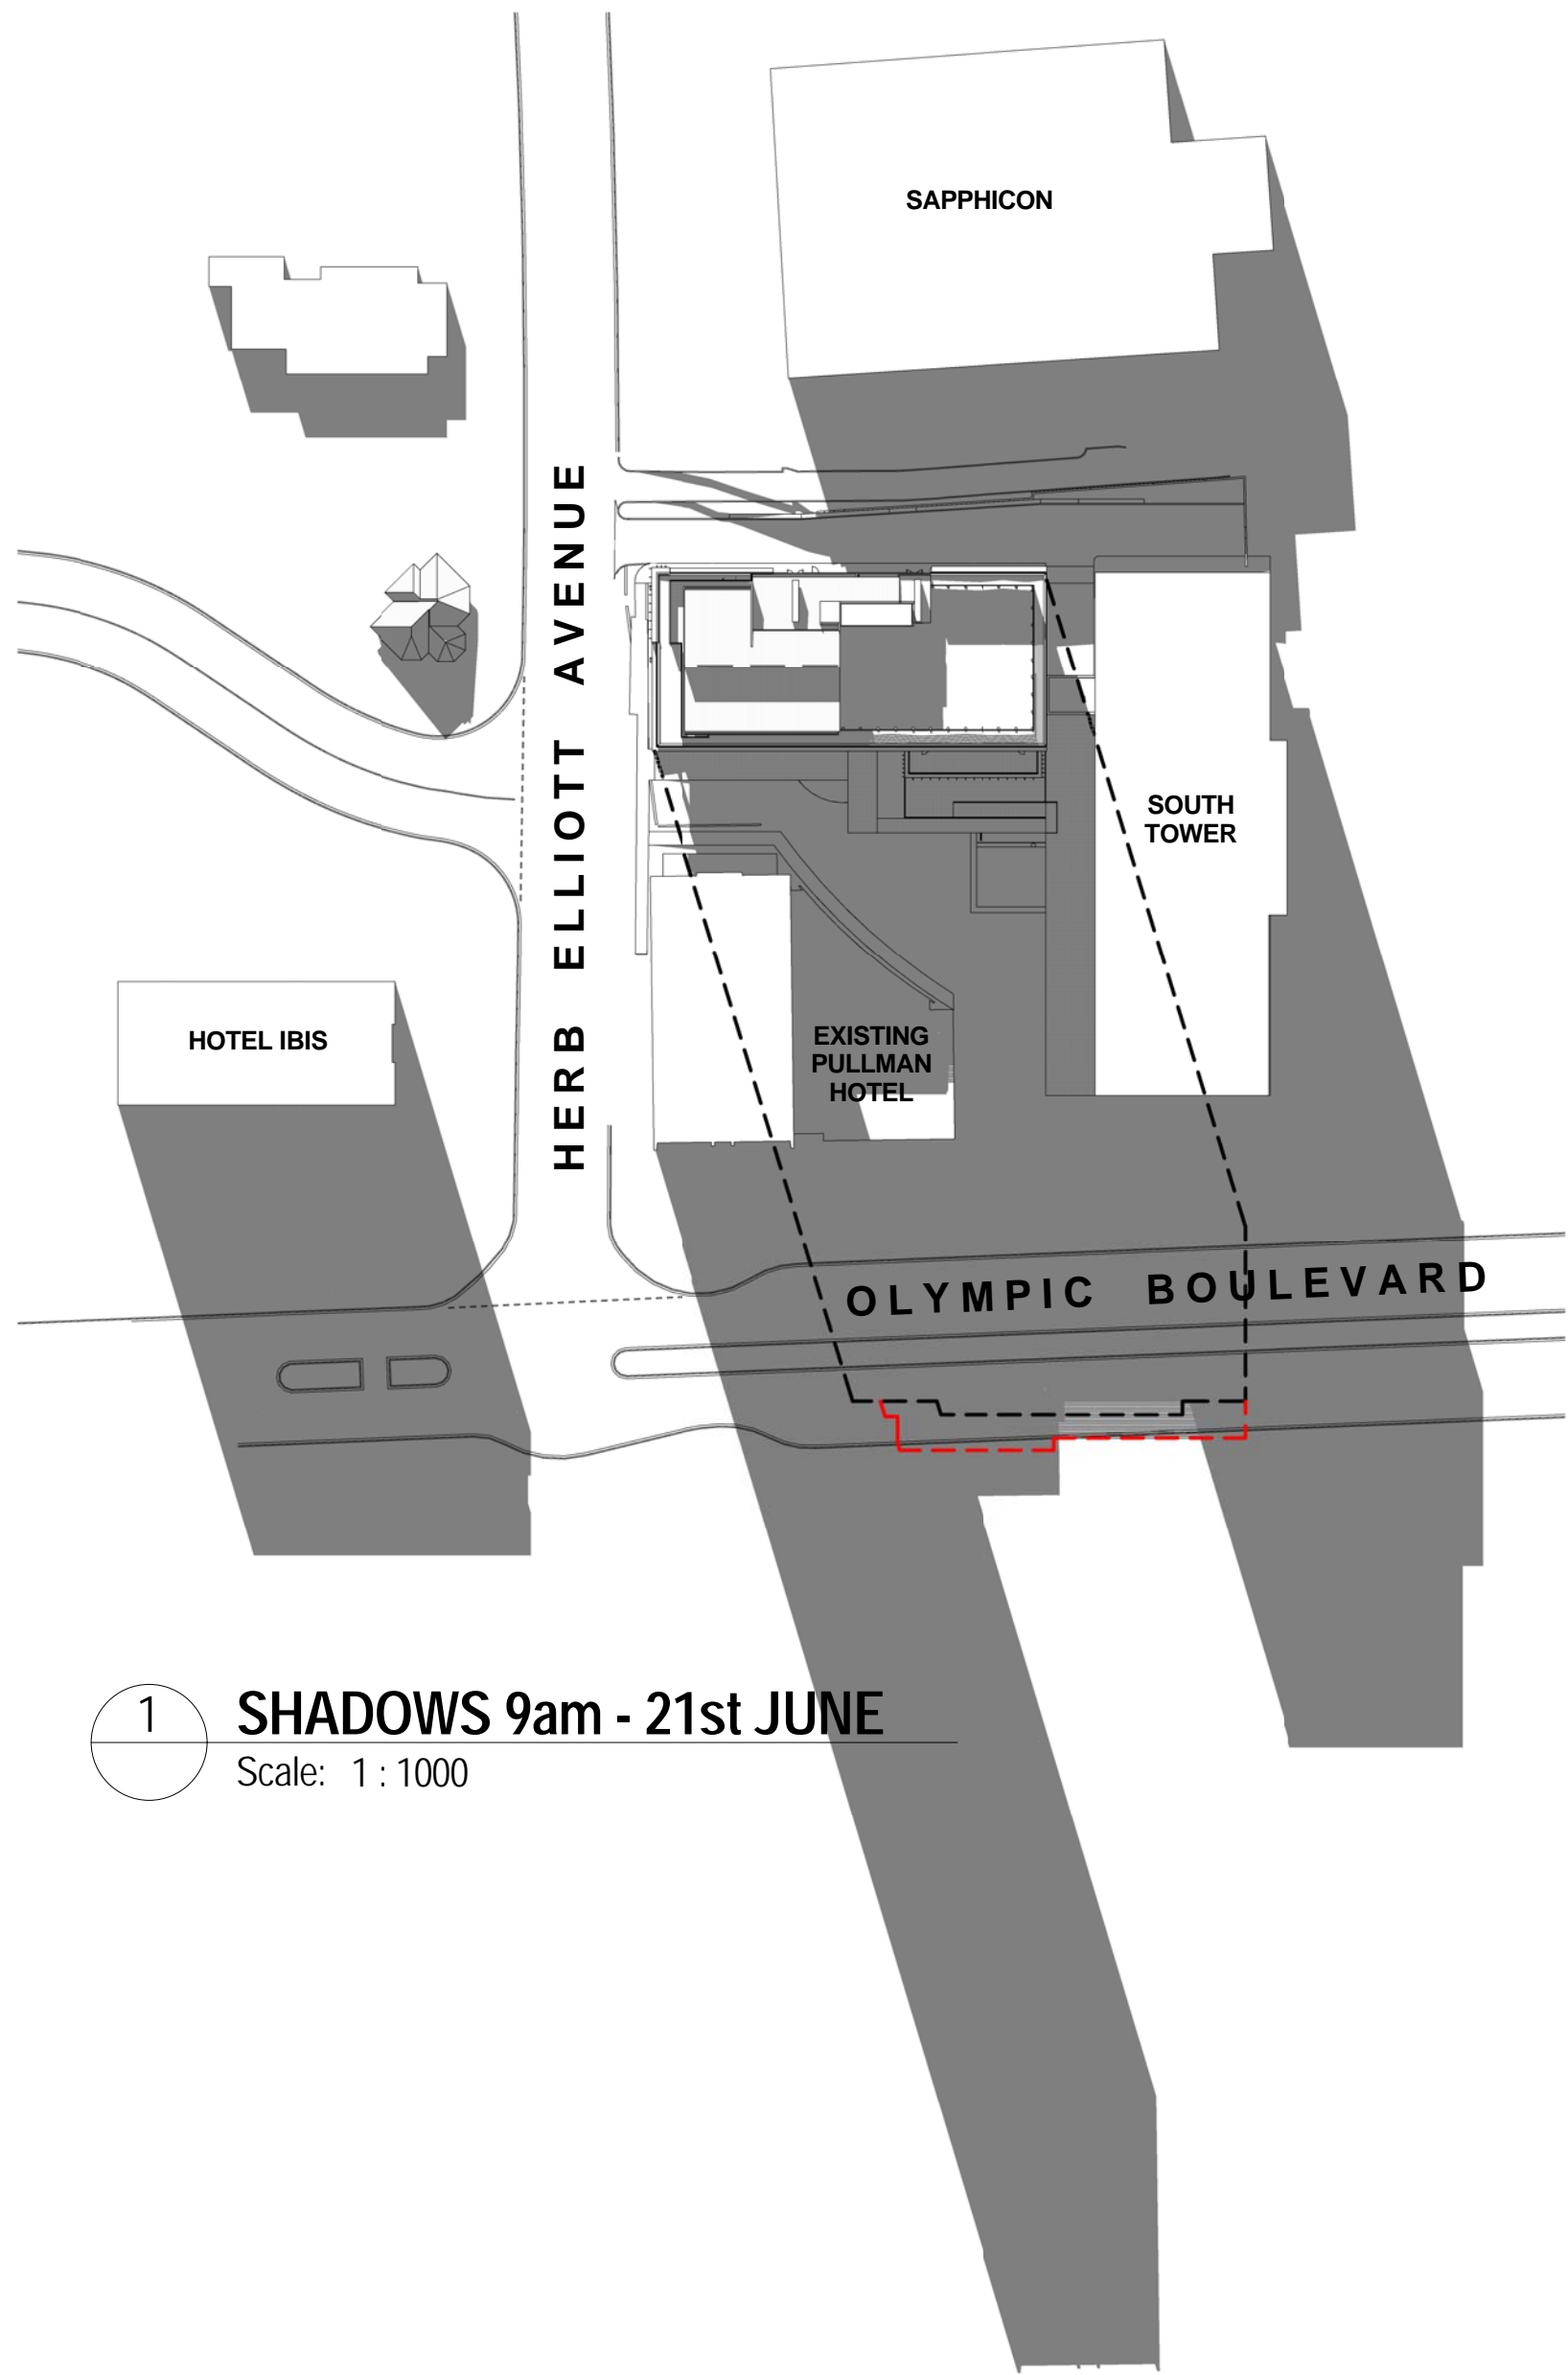 SAPPHICON
HERB ELLIOTT AVENUE
SOUTH
TOWER
HOTEL IBIS
EXISTING
PULLMAN
HOTEL
OLYMPIC BOULEVARD
1
SHADOWS 9am - 21st JUNE
Scale: 1 : 1000